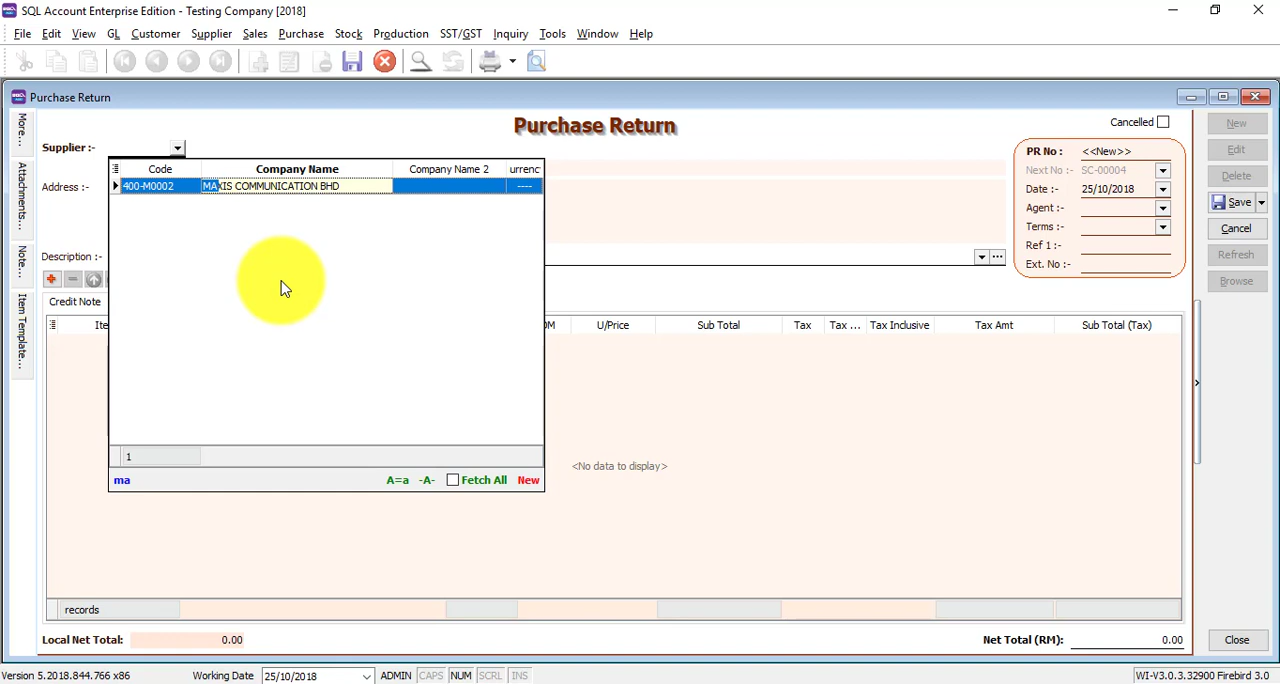 SQL Account Enterprise Edition - Testing Company [2018]
File Edit View GL Customer Supplier Sales Purchase Stock Production SST/GST Inquiry Tools Window Help
Purchase Return
Purchase Return
Cancelled
More...
Attachments...
Note...
Item Template...
Supplier :-
Address :-
Description :-
Code Company Name Company Name 2 urrenc
400-M0002 MAXIS COMMUNICATION BHD ----
1
ma A=a -A- Fetch All New
PR No : <<New>>
Next No :- SC-00004
Date :- 25/10/2018
Agent :-
Terms :-
Ref 1 :-
Ext. No :-
New
Edit
Delete
Save
Cancel
Refresh
Browse
Credit Note
Ite OM U/Price Sub Total Tax Tax ... Tax Inclusive Tax Amt Sub Total (Tax)
<No data to display>
records
Local Net Total: 0.00 Net Total (RM): 0.00
Close
Version 5.2018.844.766 x86 Working Date 25/10/2018 ADMIN CAPS NUM SCRL INS WI-V3.0.3.32900 Firebird 3.0